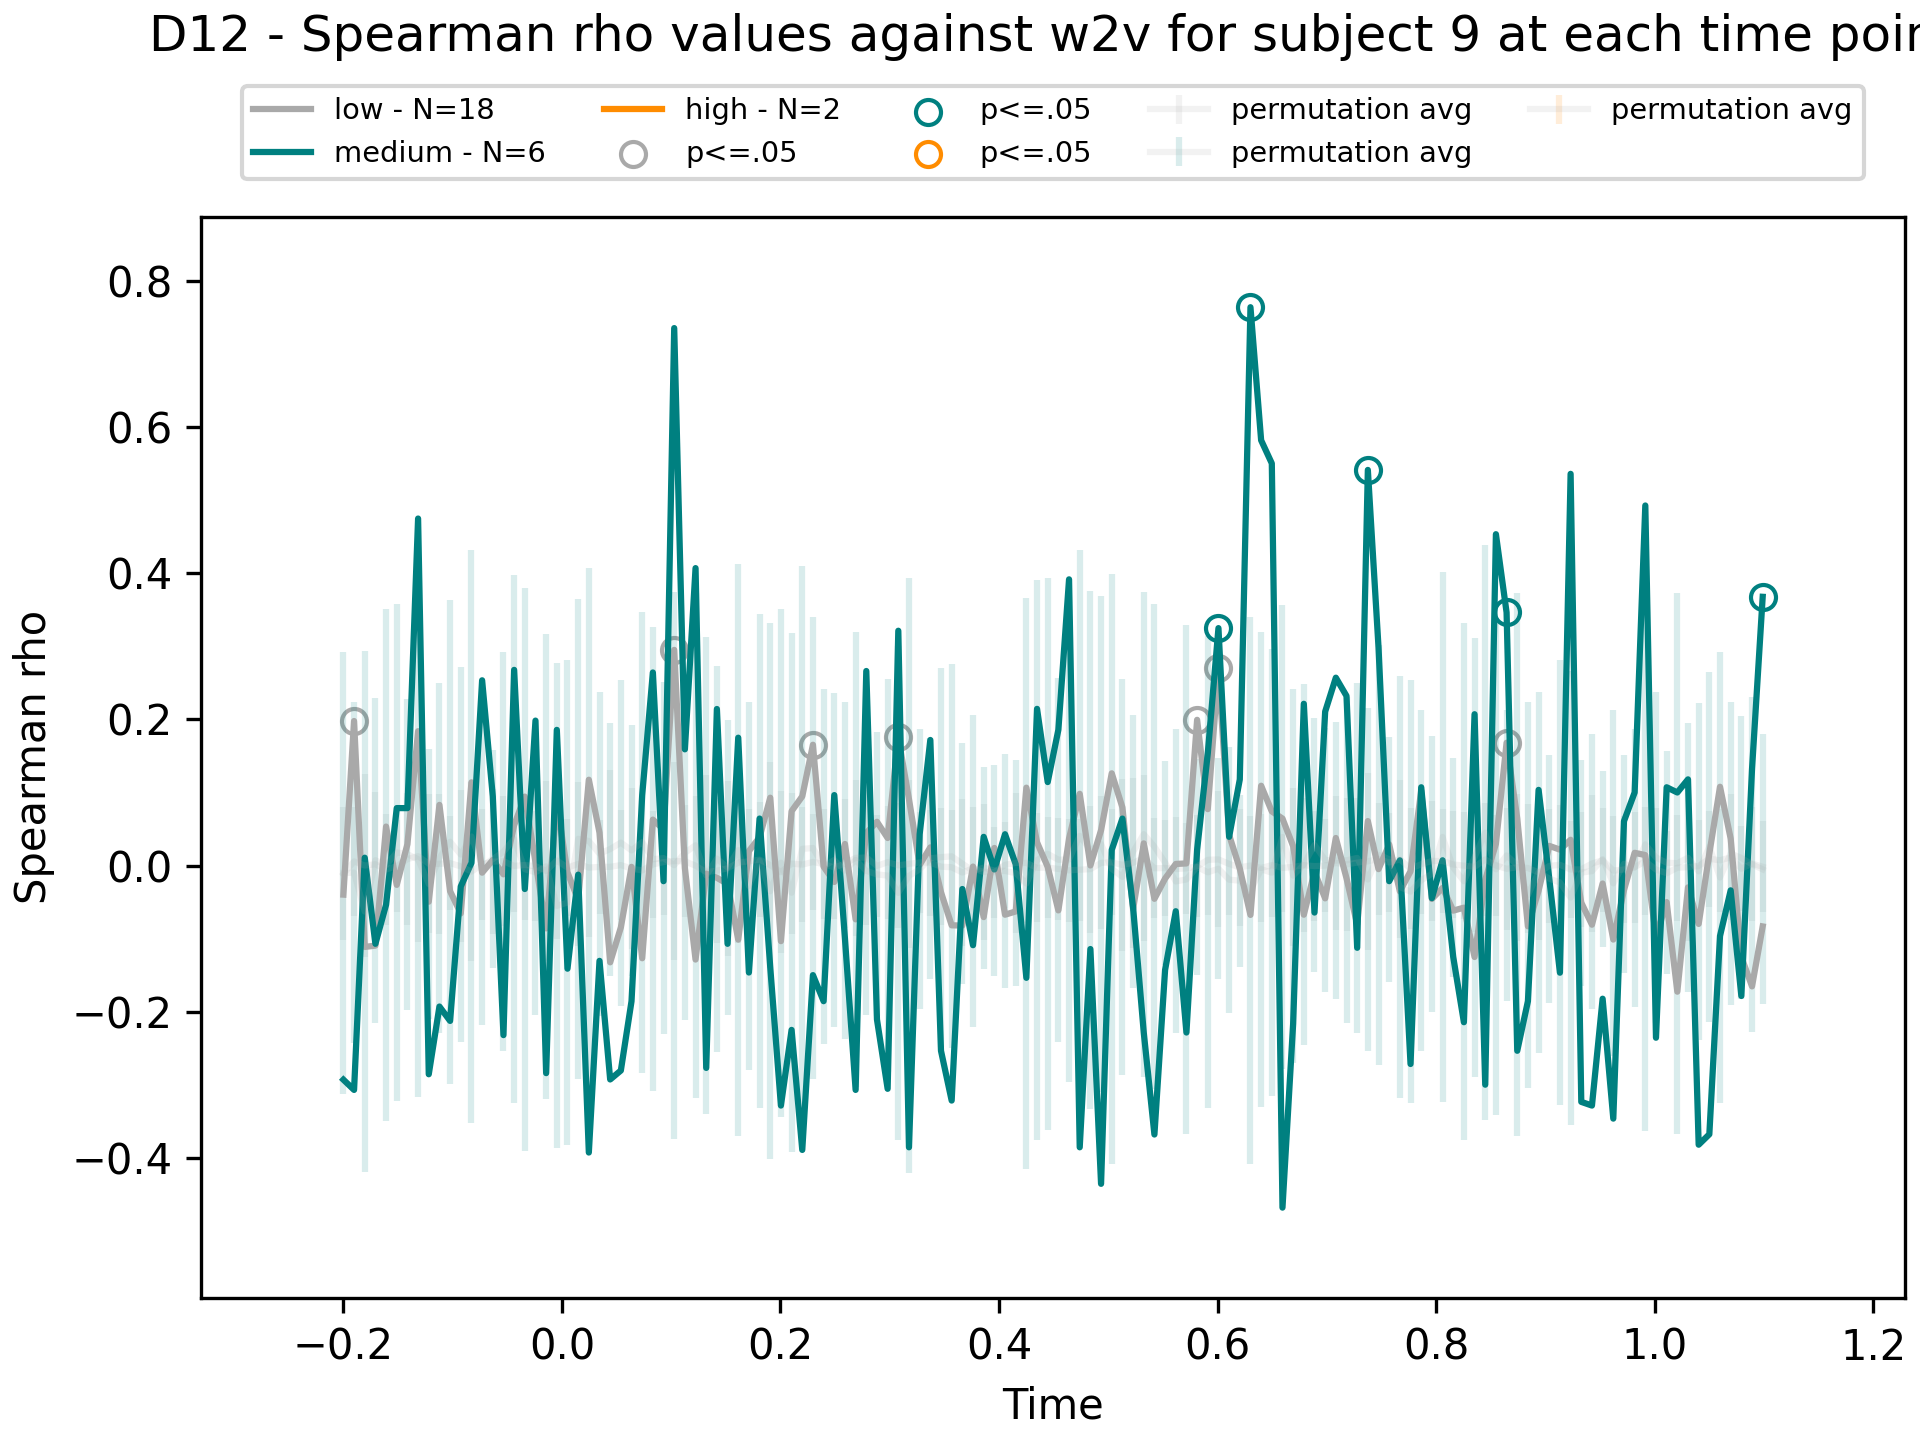 D12 - Spearman rho values against w2v for subject 9 at each time poin
low - N=18
medium - N=6
high - N=2
p<=.05
p<=.05
p<=.05
permutation avg
permutation avg
permutation avg
Spearman rho
0.8
0.6
0.4
0.2
0.0
−0.2
−0.4
−0.2 0.0 0.2 0.4 0.6 0.8 1.0 1.2
Time